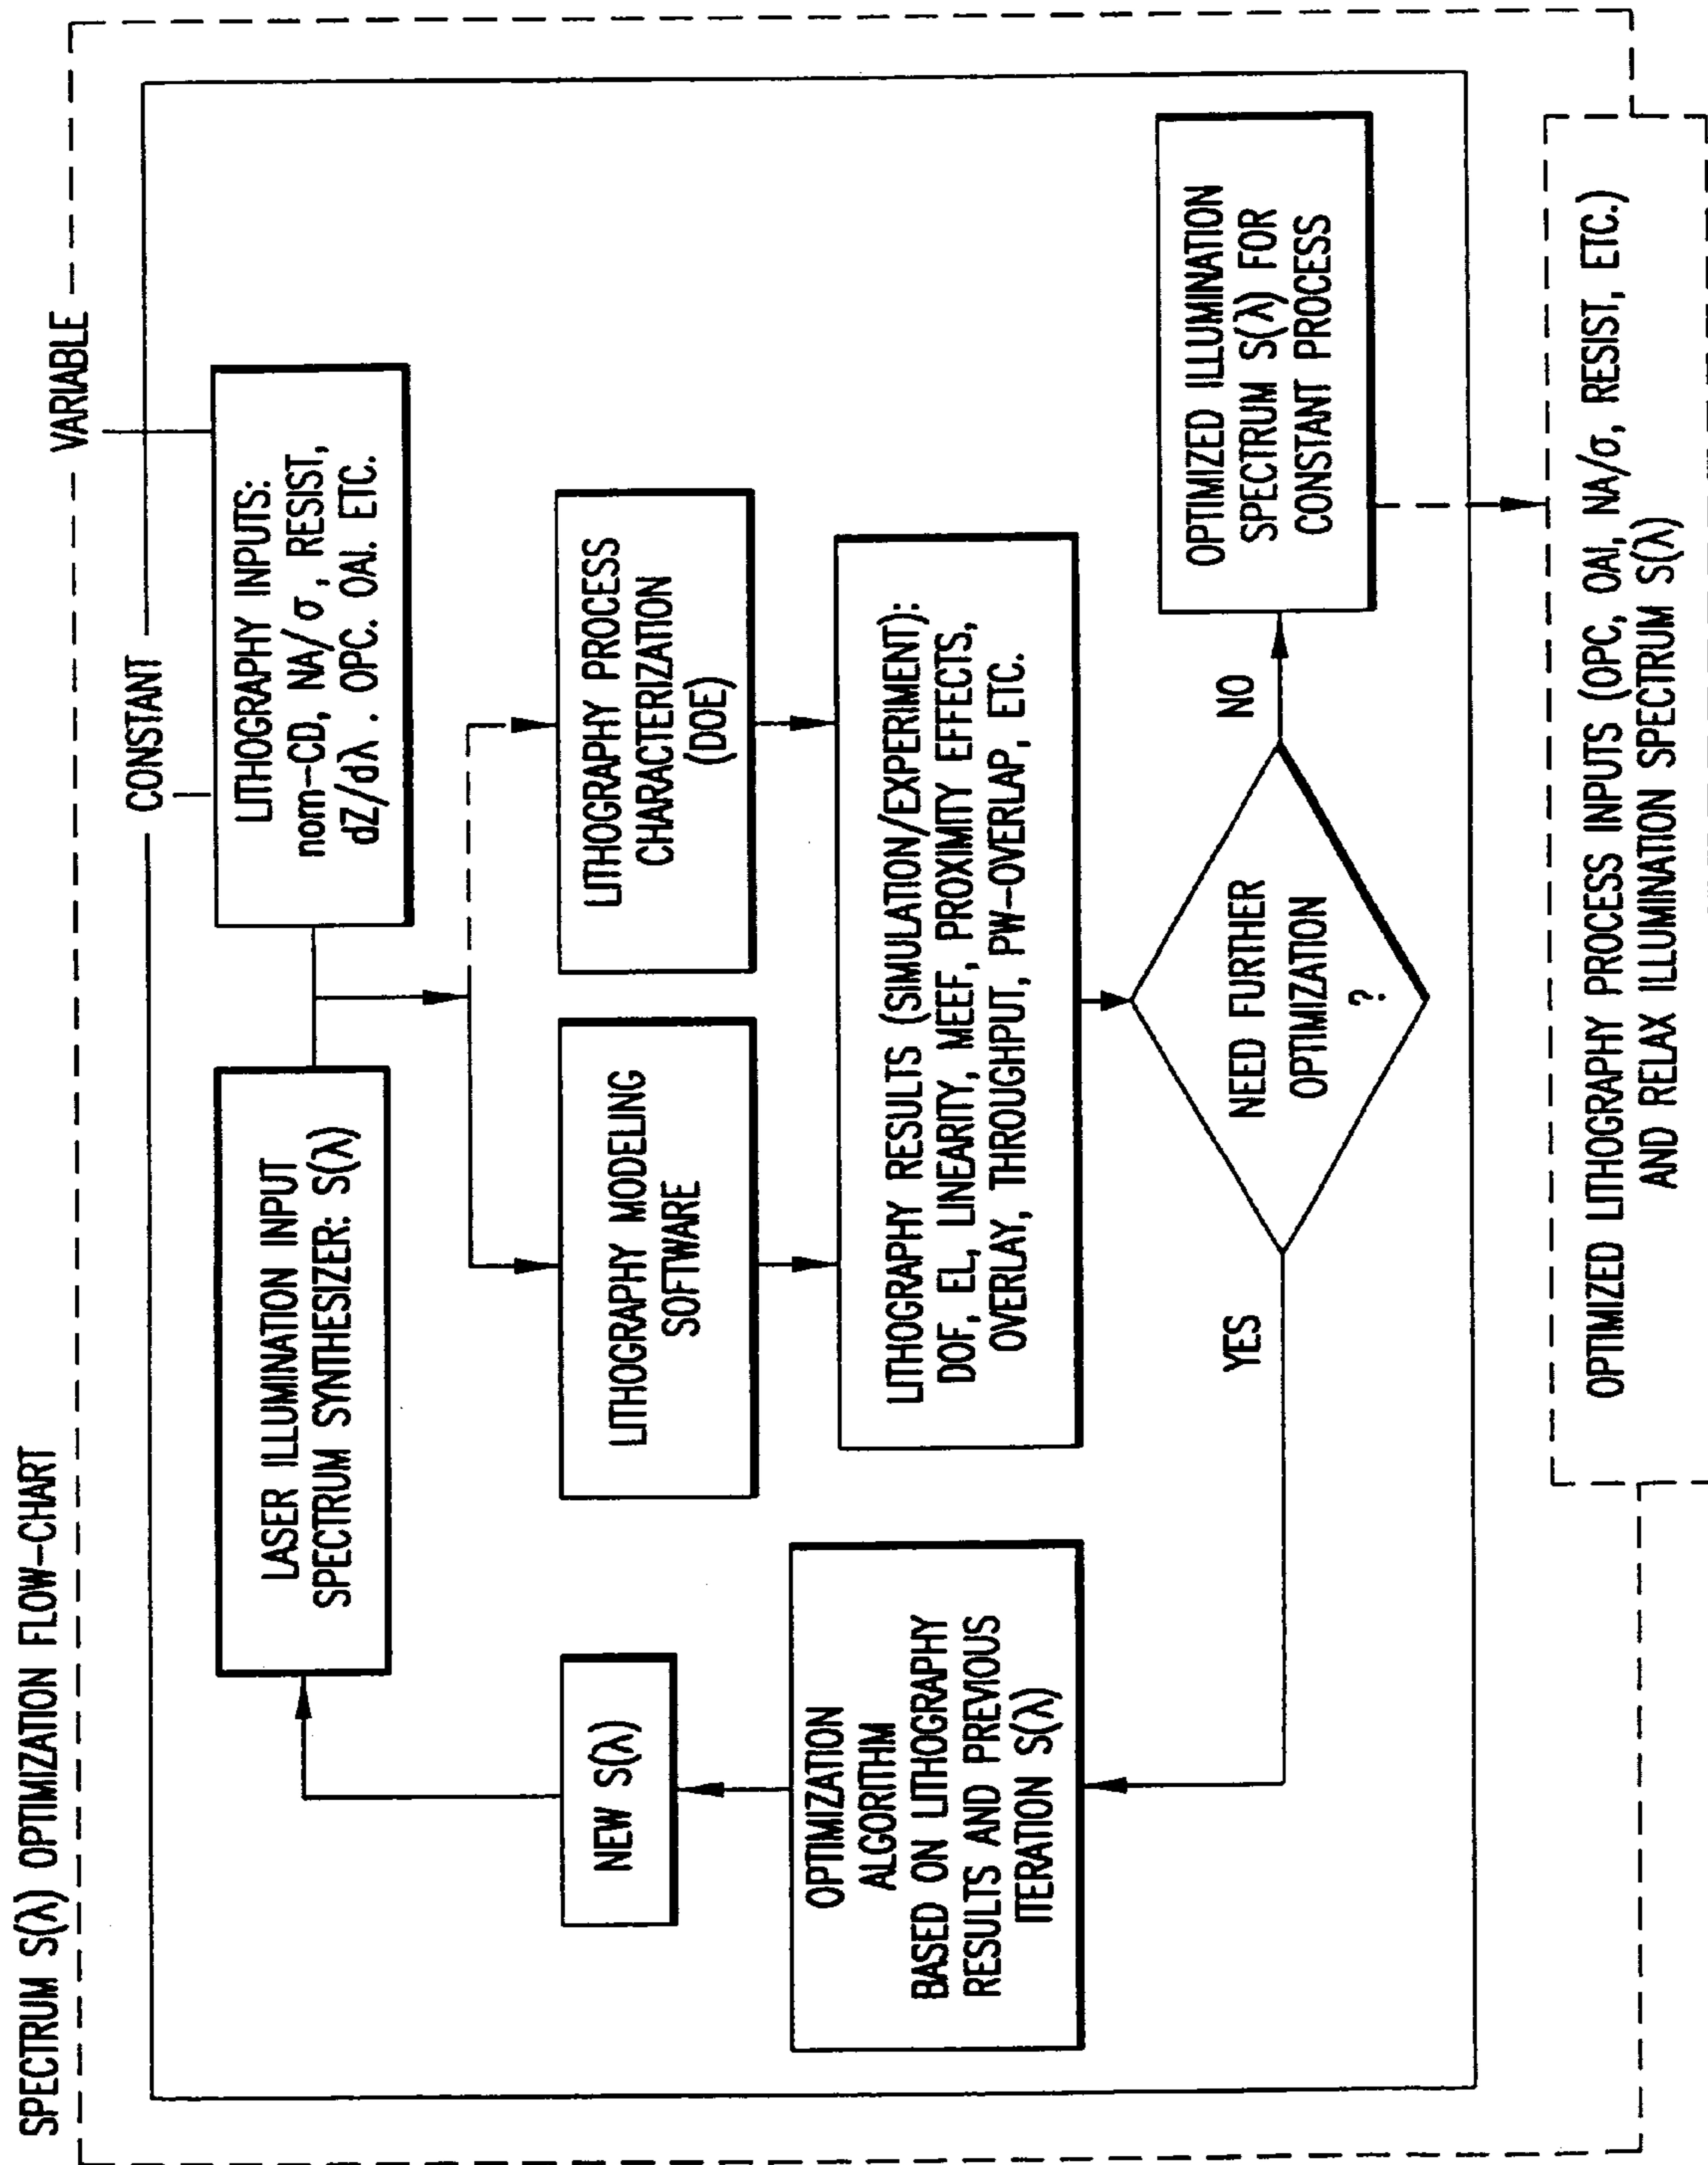 SPECTRUM S(λ) OPTIMIZATION FLOW-CHART
VARIABLE
CONSTANT
LASER ILLUMINATION INPUT
SPECTRUM SYNTHESIZER: S(λ)
LITHOGRAPHY INPUTS:
nom-CD, NA/σ, RESIST,
dZ/dλ . OPC. OAI. ETC.
NEW S(λ)
LITHOGRAPHY MODELING
SOFTWARE
LITHOGRAPHY PROCESS
CHARACTERIZATION
(DOE)
OPTIMIZATION
ALGORITHM
BASED ON LITHOGRAPHY
RESULTS AND PREVIOUS
ITERATION S(λ)
LITHOGRAPHY RESULTS (SIMULATION/EXPERIMENT):
DOF, EL, LINEARITY, MEEF, PROXIMITY EFFECTS,
OVERLAY, THROUGHPUT, PW-OVERLAP, ETC.
YES
NEED FURTHER
OPTIMIZATION
?
NO
OPTIMIZED ILLUMINATION
SPECTRUM S(λ) FOR
CONSTANT PROCESS
OPTIMIZED LITHOGRAPHY PROCESS INPUTS (OPC, OAI, NA/σ, RESIST, ETC.)
AND RELAX ILLUMINATION SPECTRUM S(λ)